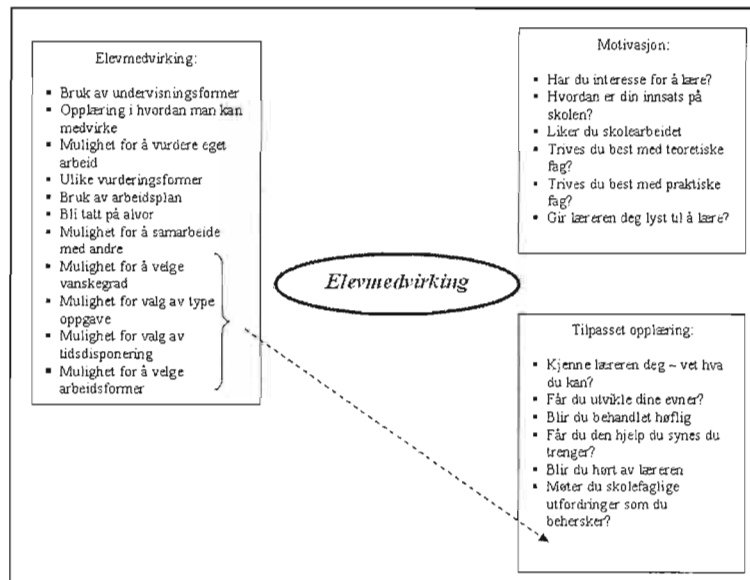 Elevmedvirking:
▪ Bruk av undervisningsformer
▪ Opplæring i hvordan man kan
medvirke
▪ Mulighet for å vurdere eget
arbeid
▪ Ulike vurderingsformer
▪ Bruk av arbeidsplan
▪ Bli tatt på alvor
▪ Mulighet for å samarbeide
med andre
▪ Mulighet for å velge
vanskegrad
▪ Mulighet for valg av type
oppgave
▪ Mulighet for valg av
tidsdisponering
▪ Mulighet for å velge
arbeidsformer
Elevmedvirking
Motivasjon:
▪ Har du interesse for å lære?
▪ Hvordan er din innsats på
skolen?
▪ Liker du skolearbeidet
▪ Trives du best med teoretiske
fag?
▪ Trives du best med praktiske
fag?
▪ Gir læreren deg lyst til å lære?
Tilpasset opplæring:
▪ Kjenne læreren deg – vet hva
du kan?
▪ Får du utvikle dine evner?
▪ Blir du behandlet høflig
▪ Får du den hjelp du synes du
trenger?
▪ Blir du hørt av læreren
▪ Møter du skolefaglige
utfordringer som du
behersker?